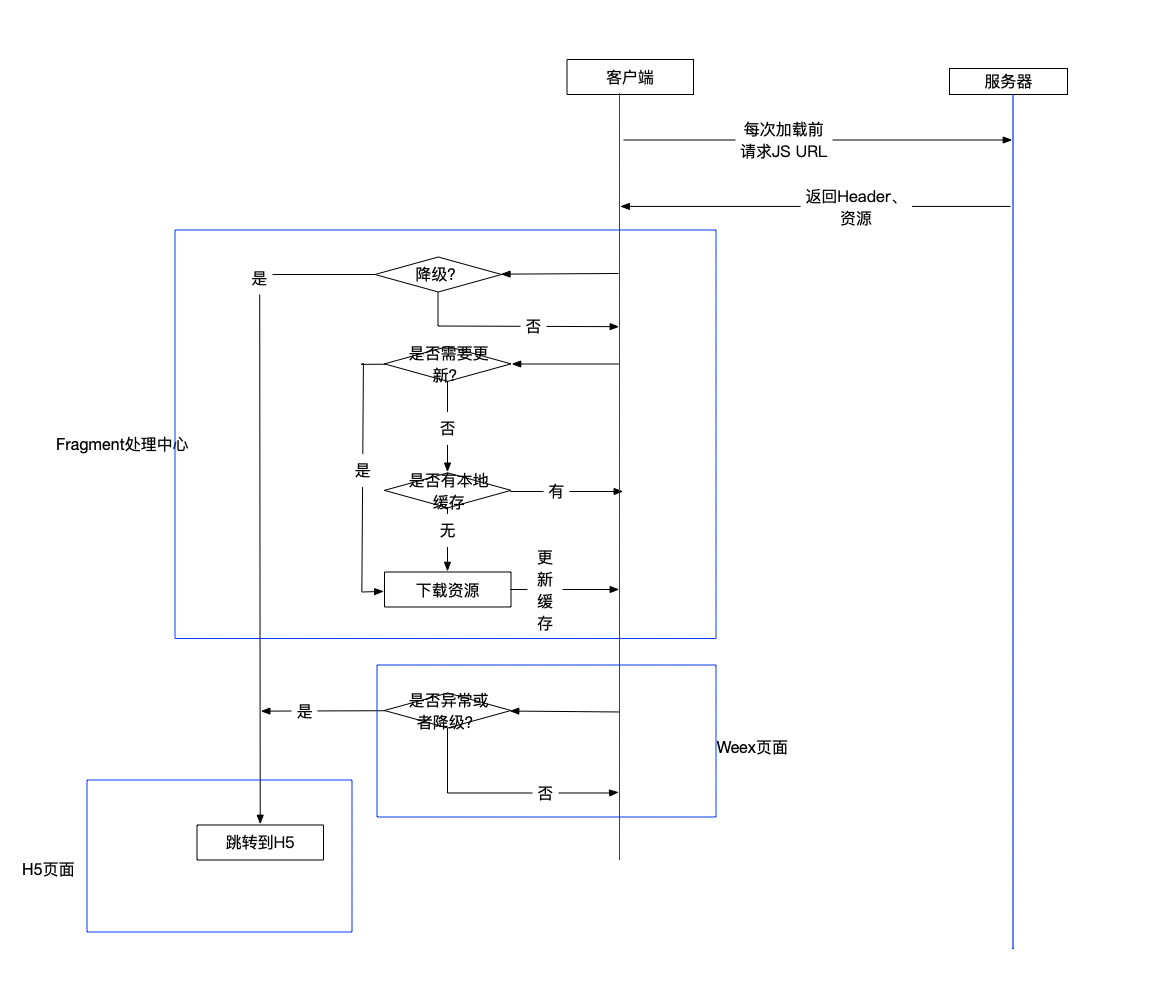 客户端
服务器
每次加载前
请求JS URL
返回Header、
资源
降级?
是
否
是否需要更
新?
Fragment处理中心
否
是
是否有本地
缓存
有
无
更
新
缓
存
下载资源
是否异常或
者降级?
是
Weex页面
否
跳转到H5
H5页面